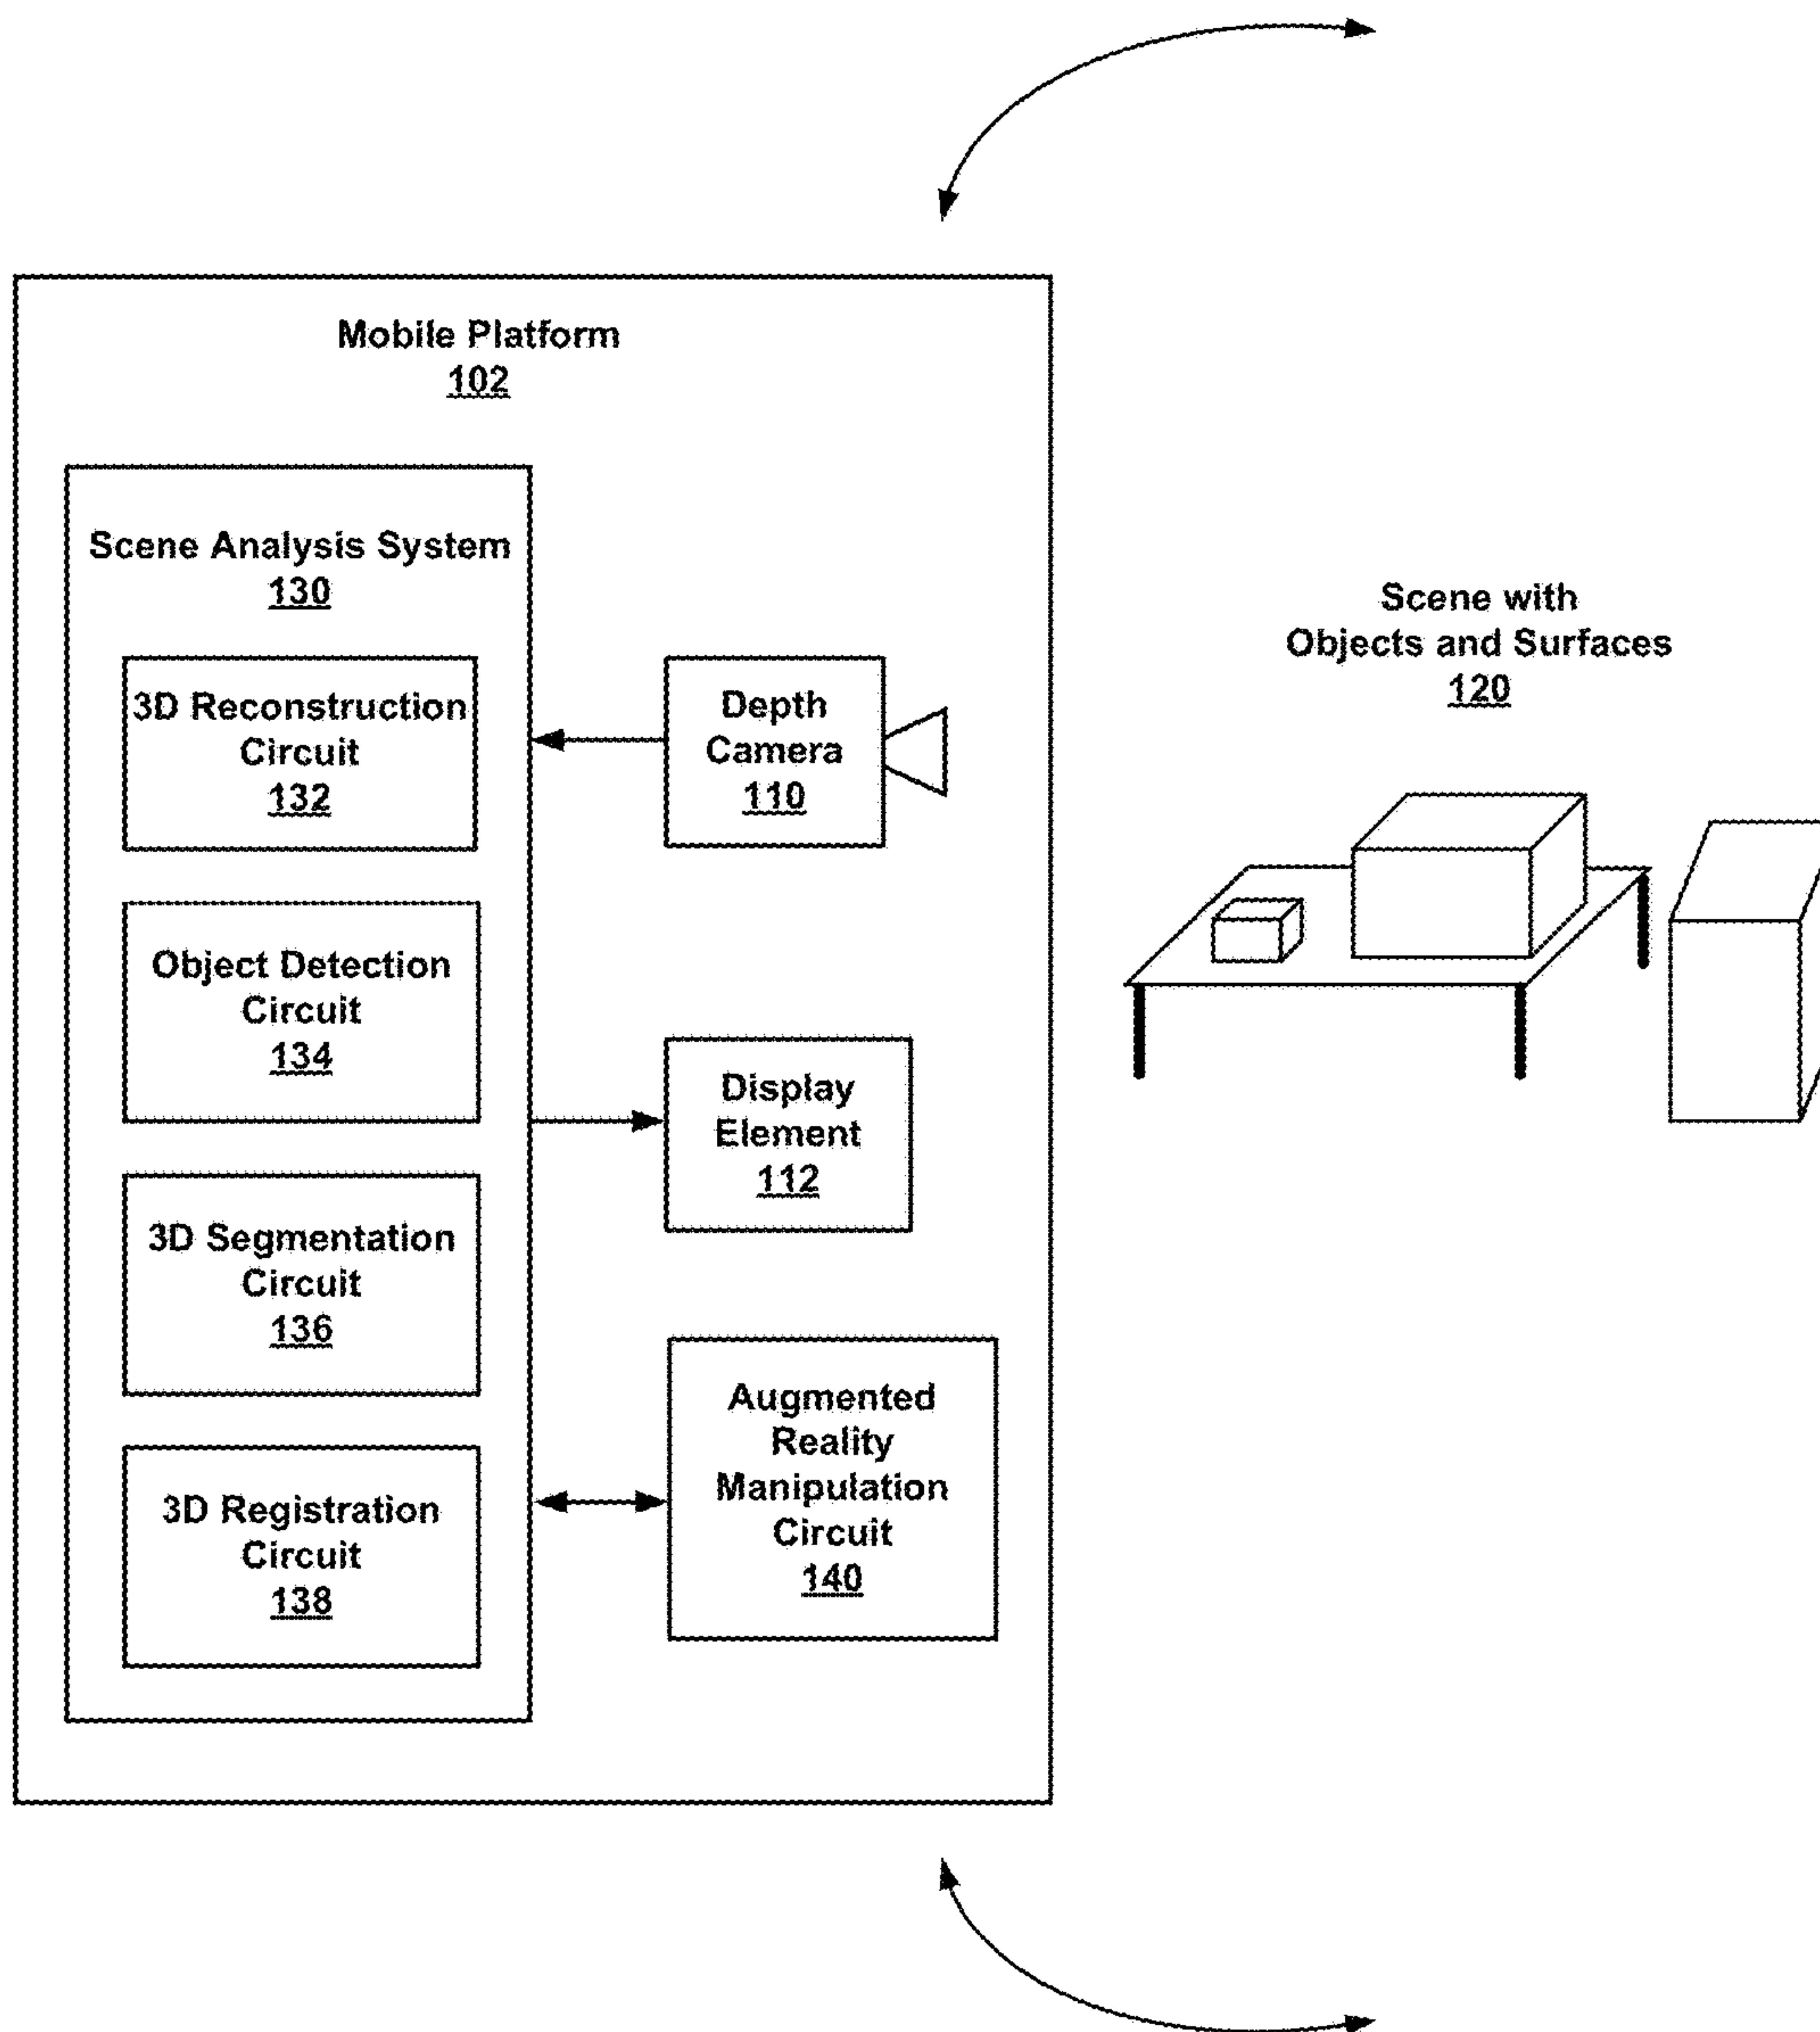 Mobile Platform
102
Scene Analysis System
130
3D Reconstruction
Circuit
132
Object Detection
Circuit
134
3D Segmentation
Circuit
136
3D Registration
Circuit
138
Depth
Camera
110
Display
Element
112
Augmented
Reality
Manipulation
Circuit
140
Scene with
Objects and Surfaces
120